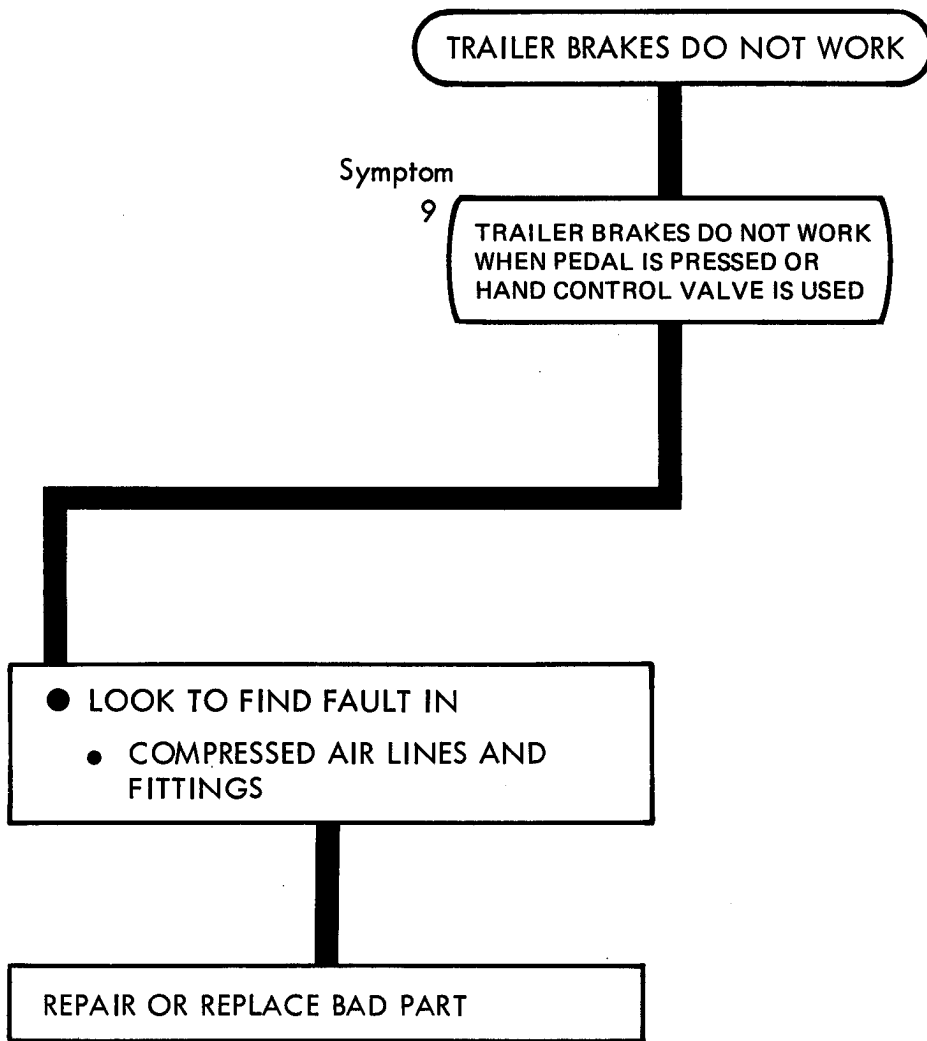 TRAILER BRAKES DO NOT WORK
Symptom
9
TRAILER BRAKES DO NOT WORK
WHEN PEDAL IS PRESSED OR
HAND CONTROL VALVE IS USED
● LOOK TO FIND FAULT IN
• COMPRESSED AIR LINES AND
FITTINGS
REPAIR OR REPLACE BAD PART